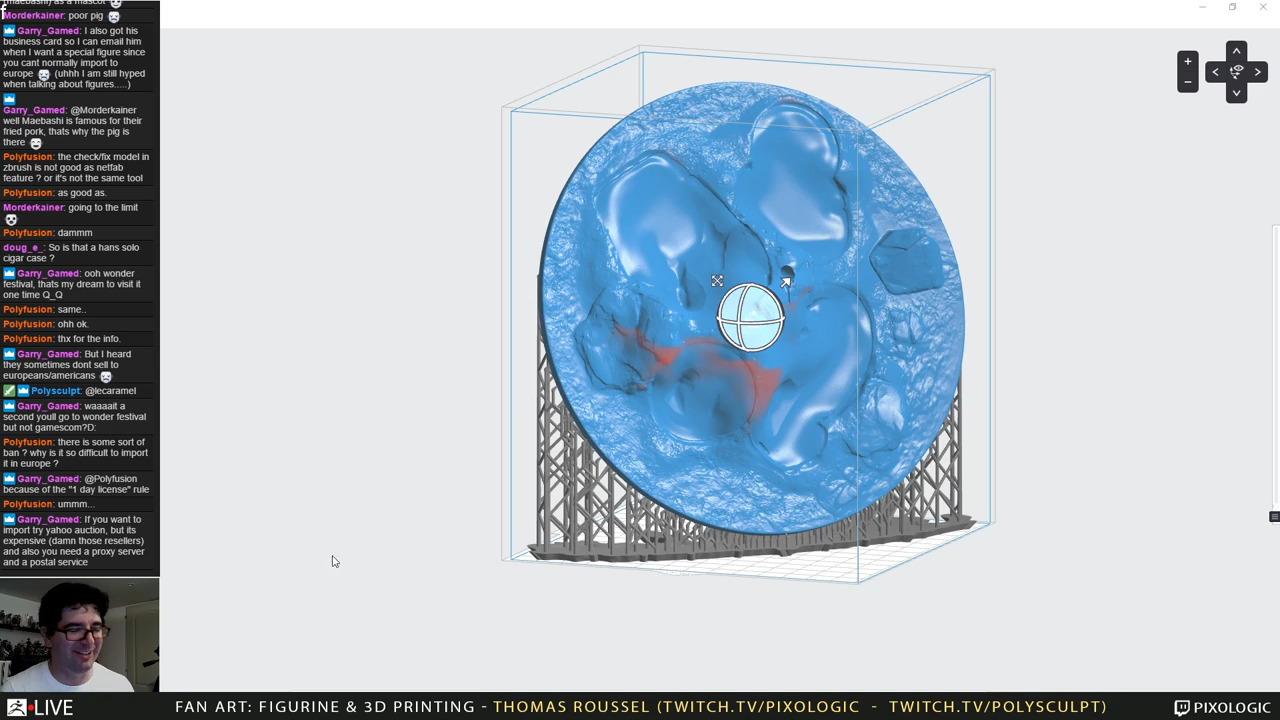 (maebashi) as a mascot
Morderkainer: poor pig
Garry_Gamed: I also got his
business card so I can email him
when I want a special figure since
you cant normally import to
europe (uhhh I am still hyped
when talking about figures.....)
Garry_Gamed: @Morderkainer
well Maebashi is famous for their
fried pork, thats why the pig is
there
Polyfusion: the check/fix model in
zbrush is not good as netfab
feature ? or it's not the same tool
Polyfusion: as good as.
Morderkainer: going to the limit
Polyfusion: dammm
doug_e_: So is that a hans solo
cigar case ?
Garry_Gamed: ooh wonder
festival, thats my dream to visit it
one time Q_Q
Polyfusion: same..
Polyfusion: ohh ok.
Polyfusion: thx for the info.
Garry_Gamed: But I heard
they sometimes dont sell to
europeans/americans
Polysculpt: @lecaramel
Garry_Gamed: waaaait a
second youll go to wonder festival
but not gamescom?D:
Polyfusion: there is some sort of
ban ? why is it so difficult to import
it in europe ?
Garry_Gamed: @Polyfusion
because of the "1 day license" rule
Polyfusion: ummm...
Garry_Gamed: If you want to
import try yahoo auction, but its
expensive (damn those resellers)
and also you need a proxy server
and a postal service
LIVE FAN ART: FIGURINE & 3D PRINTING - THOMAS ROUSSEL (TWITCH.TV/PIXOLOGIC - TWITCH.TV/POLYSCULPT) PIXOLOGIC